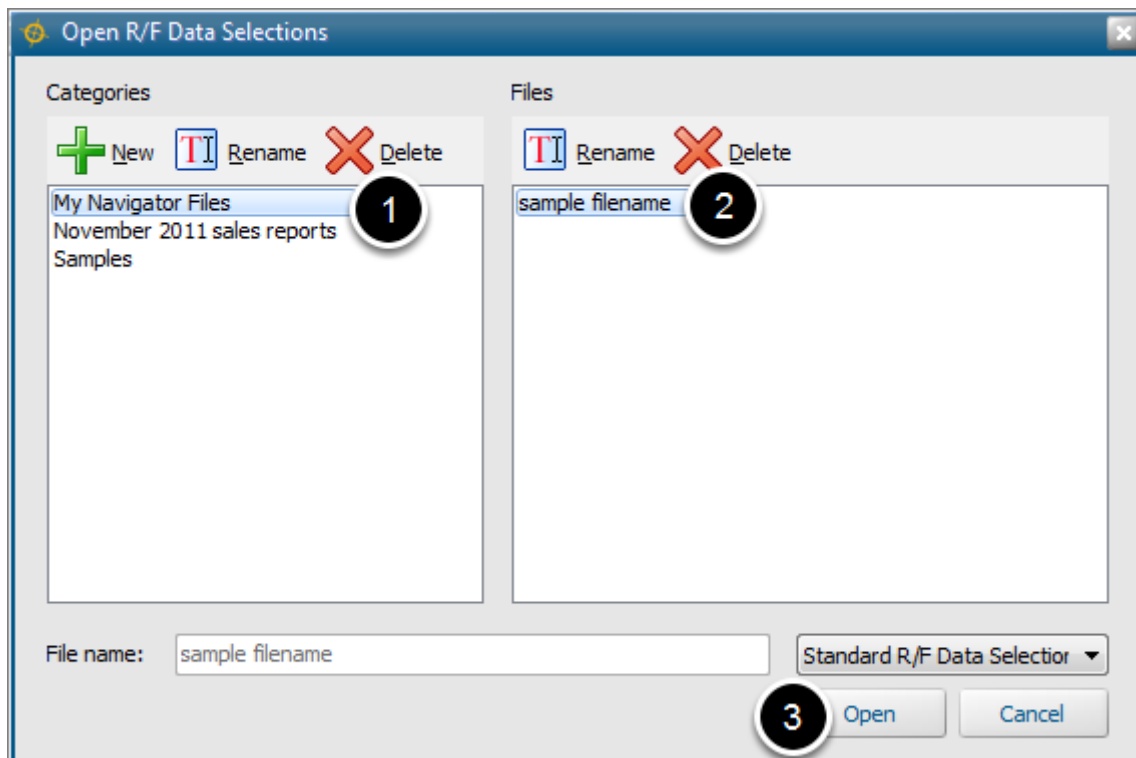 Open R/F Data Selections
Categories
Files
New Rename Delete
Rename Delete
My Navigator Files
1
November 2011 sales reports
Samples
sample filename
2
File name: sample filename
Standard R/F Data Selection
3
Open
Cancel